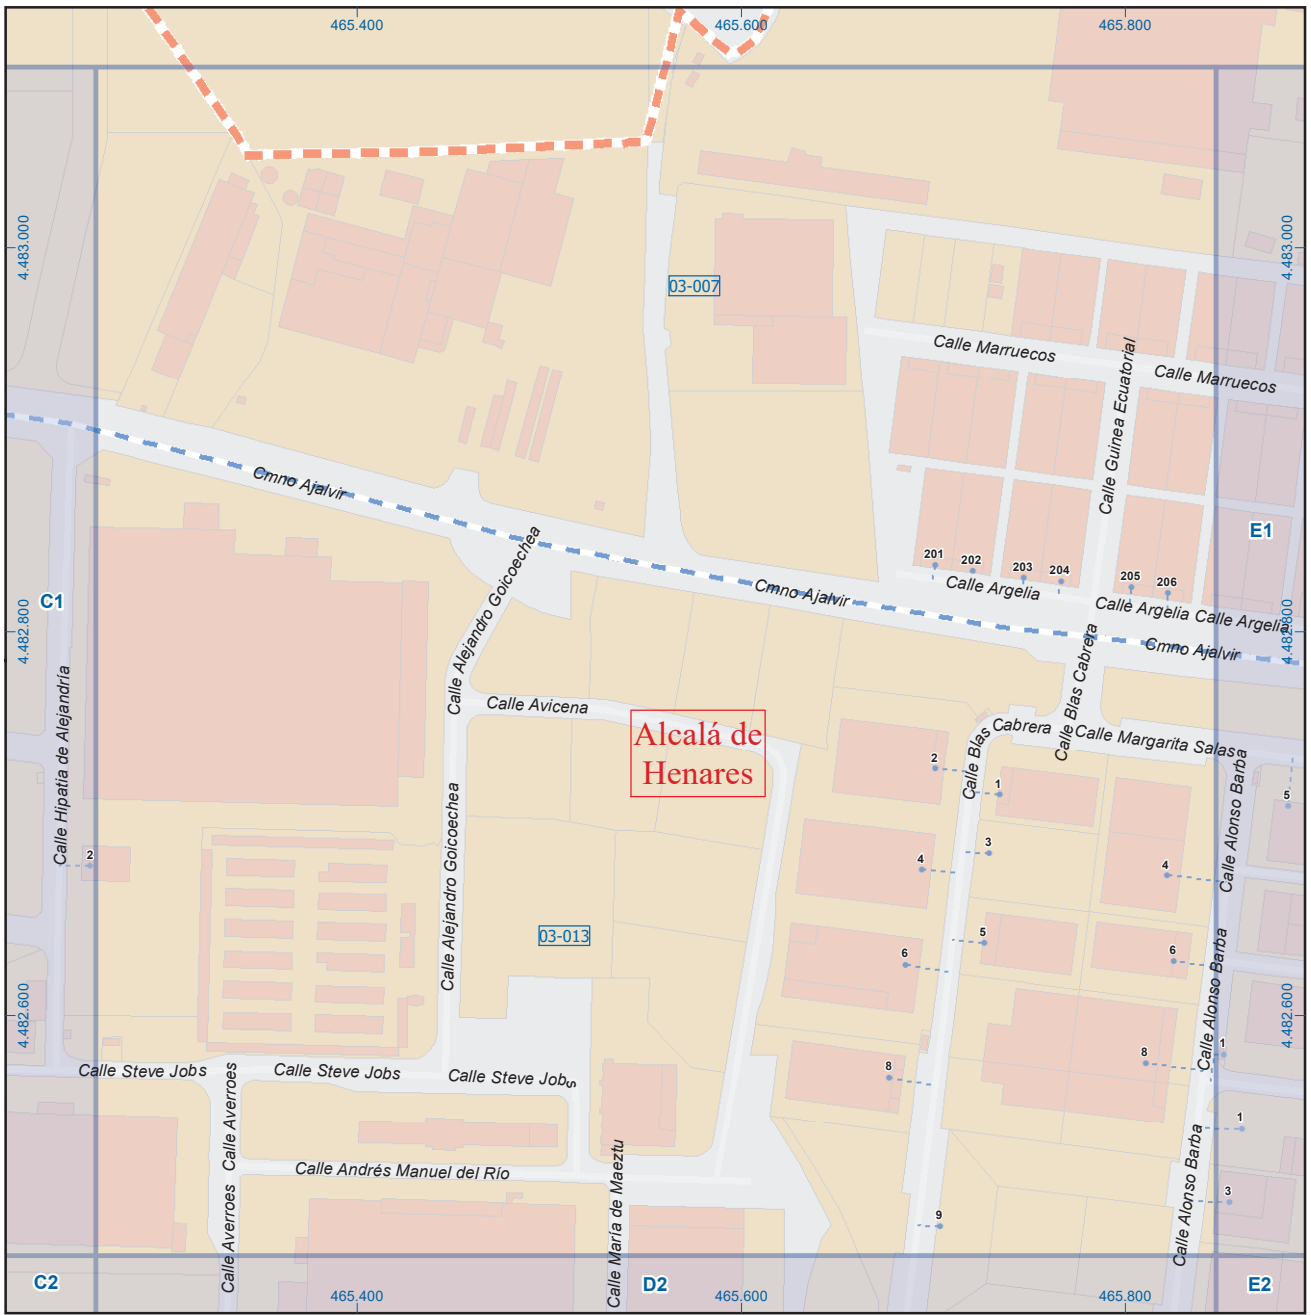 465.400
465.600
465.800
4.483.000
4.483.000
03-007
Calle Marruecos
Calle Marruecos
Calle Guinea Ecuatorial
Cmno Ajalvir
E1
201
202
203
204
205
206
Calle Argelia
Calle Argelia
Calle Argelia
Cmno Ajalvir
Cmno Ajalvir
C1
4.482.800
4.482.800
Calle Alejandro Goicoechea
Calle Blas Cabrera
Calle Hipatia de Alejandría
Calle Avicena
Alcalá de
Henares
Calle Blas Cabrera
Calle Margarita Salas
Calle Alonso Barba
2
1
5
Calle Alejandro Goicoechea
2
3
4
4
03-013
5
6
6
Calle Alonso Barba
4.482.600
4.482.600
1
8
8
Calle Steve Jobs
Calle Steve Jobs
Calle Steve Jobs
Calle Averroes
1
Calle Andrés Manuel del Río
Calle María de Maeztu
Calle Alonso Barba
3
9
Calle Averroes
C2
D2
E2
465.400
465.600
465.800